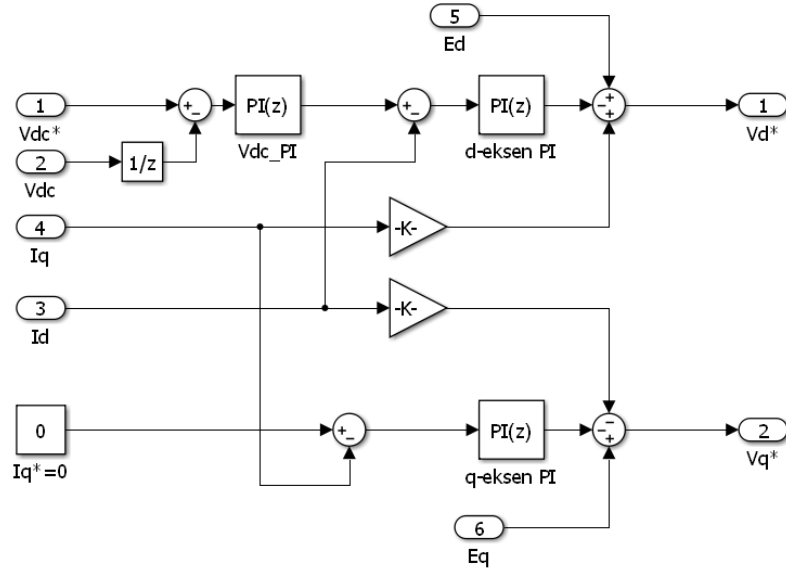 5
Ed
1
Vdc*
+
−
PI(z)
Vdc_PI
+
−
PI(z)
d-eksen PI
+
−
+
1
Vd*
2
Vdc
1/z
4
Iq
-K-
3
Id
-K-
0
Iq*=0
+
−
PI(z)
q-eksen PI
−
−
+
2
Vq*
6
Eq